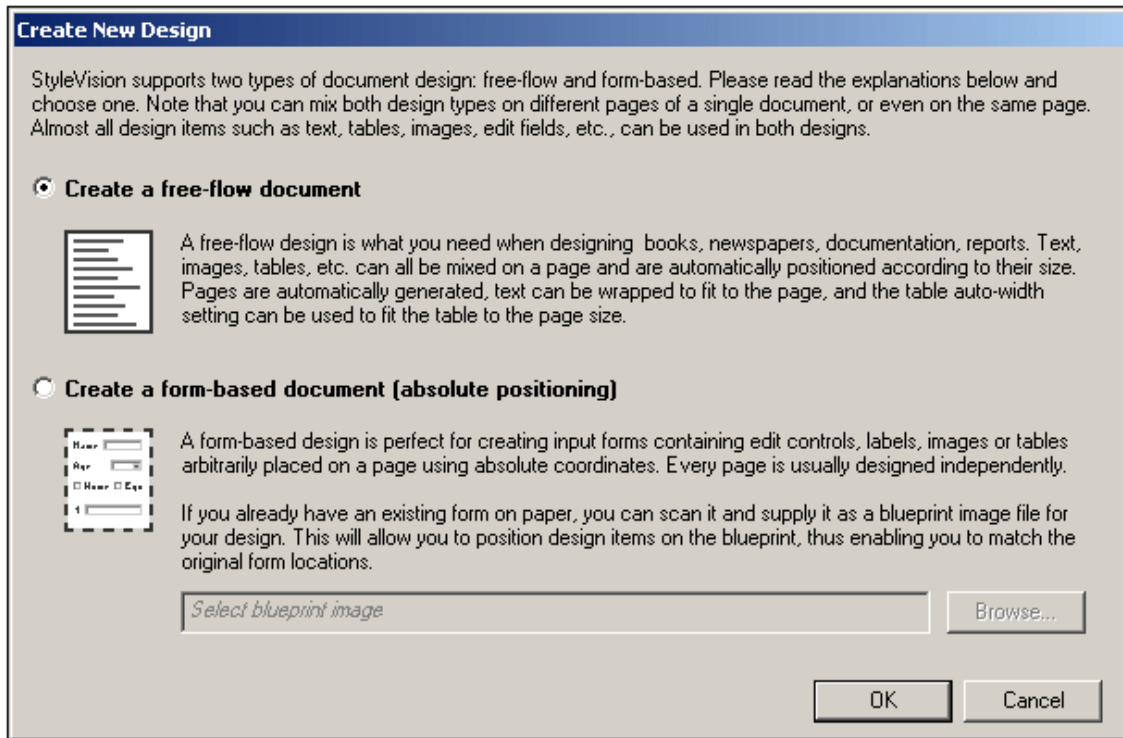 Create New Design
StyleVision supports two types of document design: free-flow and form-based. Please read the explanations below and
choose one. Note that you can mix both design types on different pages of a single document, or even on the same page.
Almost all design items such as text, tables, images, edit fields, etc., can be used in both designs.
Create a free-flow document
A free-flow design is what you need when designing  books, newspapers, documentation, reports. Text,
images, tables, etc. can all be mixed on a page and are automatically positioned according to their size.
Pages are automatically generated, text can be wrapped to fit to the page, and the table auto-width
setting can be used to fit the table to the page size.
Create a form-based document (absolute positioning)
Name
Age
A form-based design is perfect for creating input forms containing edit controls, labels, images or tables
arbitrarily placed on a page using absolute coordinates. Every page is usually designed independently.
If you already have an existing form on paper, you can scan it and supply it as a blueprint image file for
your design. This will allow you to position design items on the blueprint, thus enabling you to match the
original form locations.
Select blueprint image
Browse...
OK
Cancel